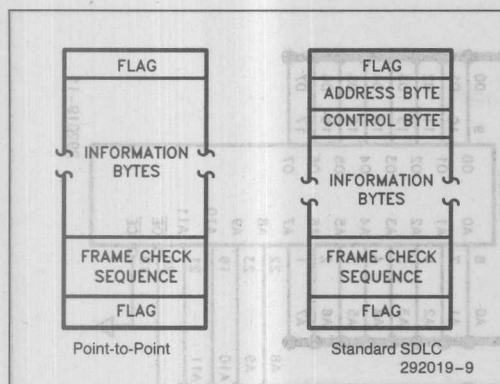 FLAG
INFORMATION
BYTES
FRAME CHECK
SEQUENCE
FLAG
Point-to-Point
FLAG
ADDRESS BYTE
CONTROL BYTE
INFORMATION
BYTES
FRAME CHECK
SEQUENCE
FLAG
Standard SDLC
292019-9